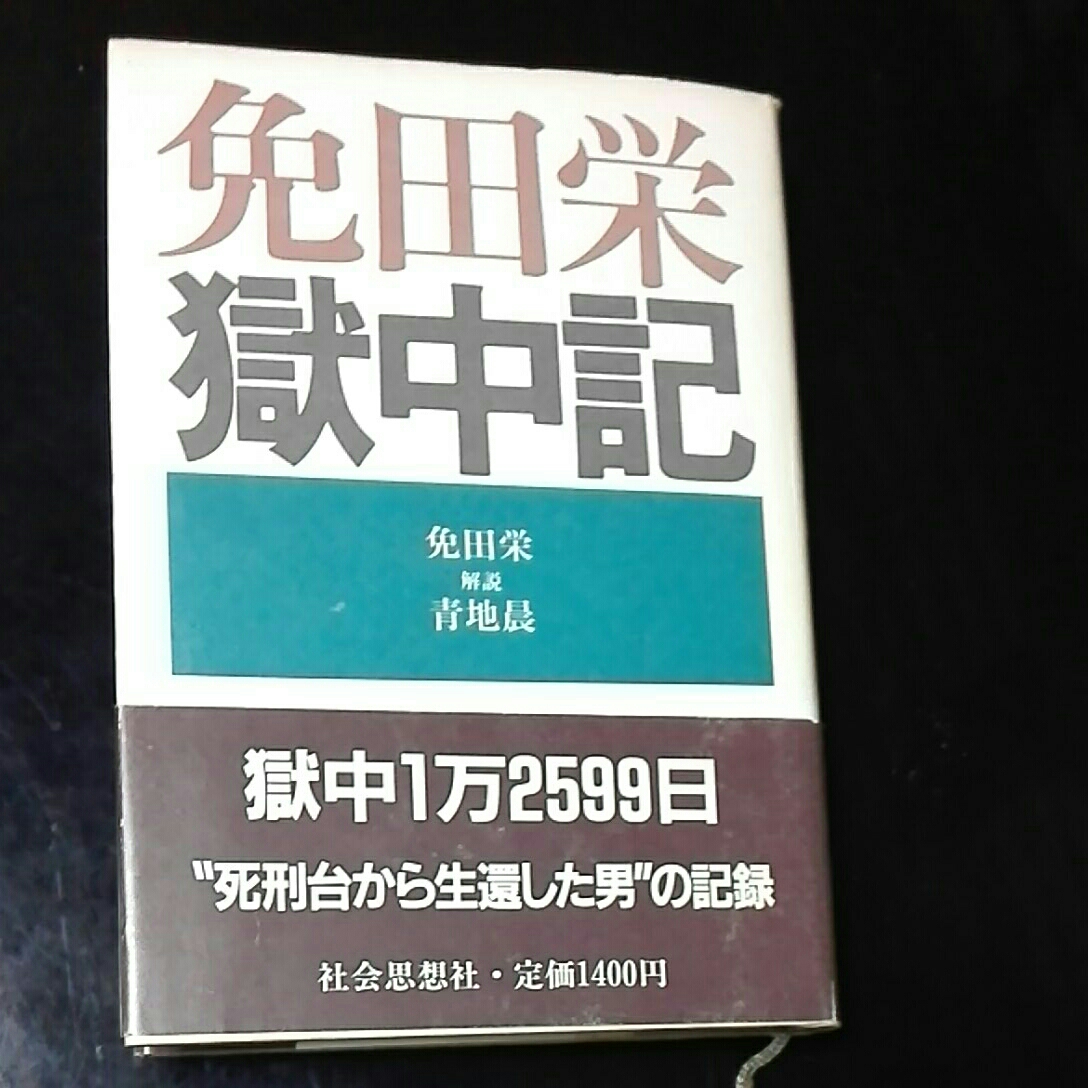 免田栄
獄中記
免田栄
解説
青地晨
獄中1万2599日
"死刑台から生還した男"の記録
社会思想社・定価1400円